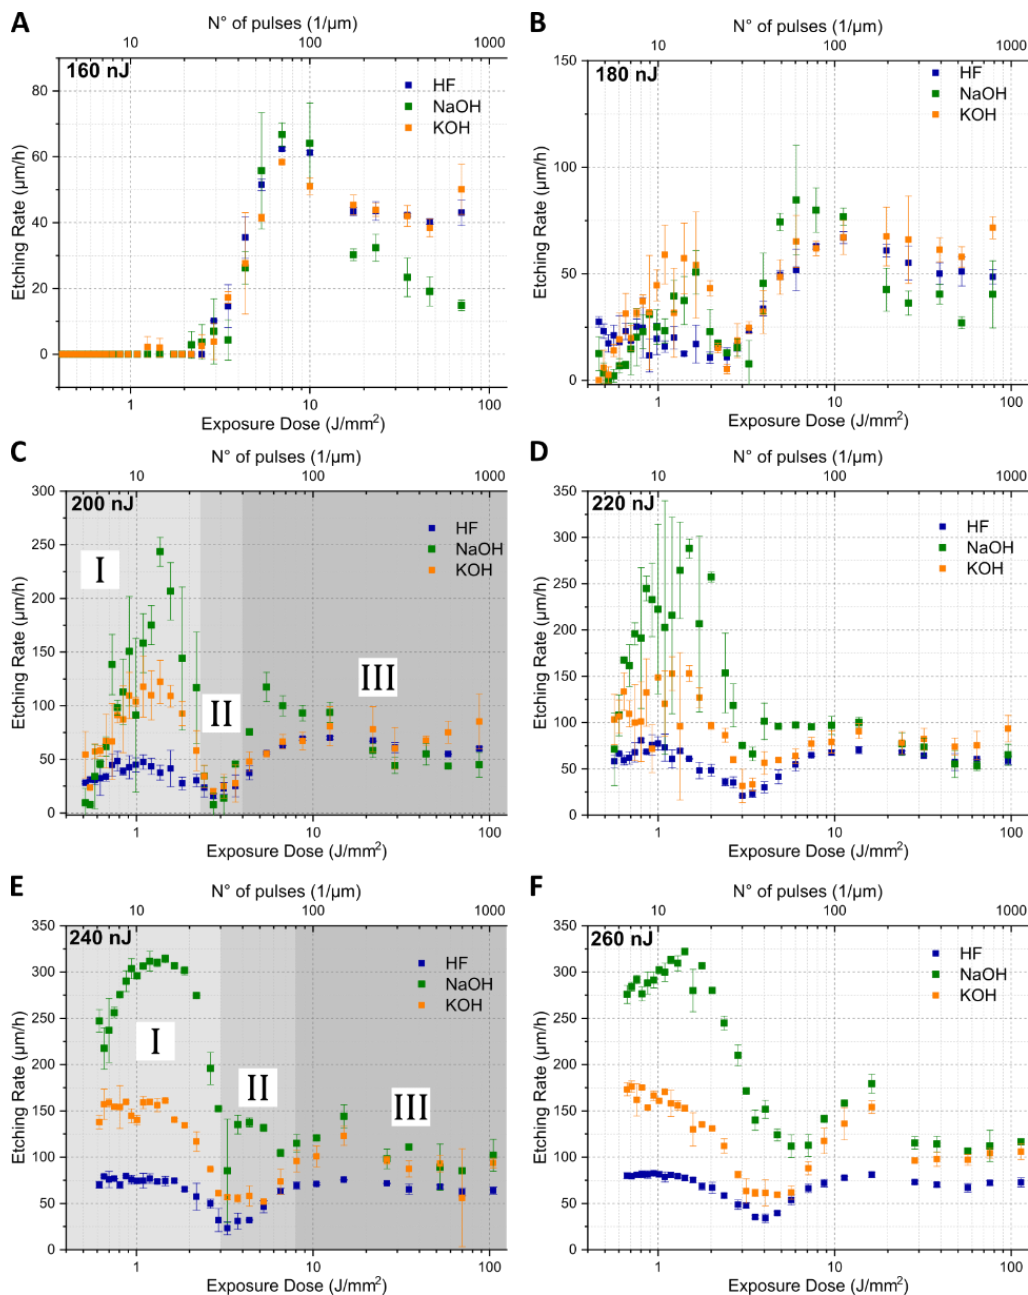 A
N° of pulses (1/µm)
10 100 1000
160 nJ
HF
NaOH
KOH
Etching Rate (µm/h)
80
60
40
20
0
1 10 100
Exposure Dose (J/mm²)
B
N° of pulses (1/µm)
10 100 1000
180 nJ
HF
NaOH
KOH
Etching Rate (µm/h)
150
100
50
0
1 10 100
Exposure Dose (J/mm²)
C
N° of pulses (1/µm)
10 100 1000
200 nJ
HF
NaOH
KOH
I
II
III
Etching Rate (µm/h)
300
250
200
150
100
50
0
1 10 100
Exposure Dose (J/mm²)
D
N° of pulses (1/µm)
10 100 1000
220 nJ
HF
NaOH
KOH
Etching Rate (µm/h)
350
300
250
200
150
100
50
0
1 10 100
Exposure Dose (J/mm²)
E
N° of pulses (1/µm)
10 100 1000
240 nJ
HF
NaOH
KOH
I
II
III
Etching Rate (µm/h)
350
300
250
200
150
100
50
0
1 10 100
Exposure Dose (J/mm²)
F
N° of pulses (1/µm)
10 100 1000
260 nJ
HF
NaOH
KOH
Etching Rate (µm/h)
350
300
250
200
150
100
50
0
1 10 100
Exposure Dose (J/mm²)